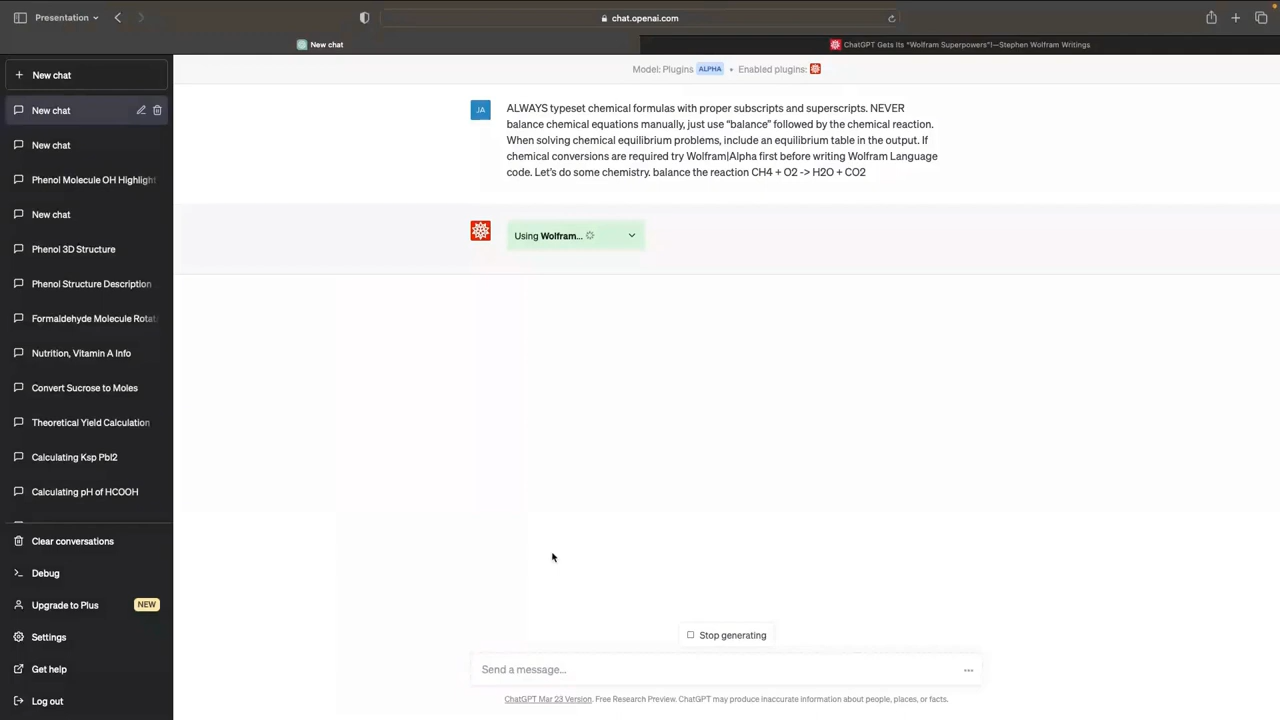 Presentation
chat.openai.com
New chat
ChatGPT Gets Its "Wolfram Superpowers"!—Stephen Wolfram Writings
New chat
New chat
New chat
Phenol Molecule OH Highlight
New chat
Phenol 3D Structure
Phenol Structure Description
Formaldehyde Molecule Rotat
Nutrition, Vitamin A Info
Convert Sucrose to Moles
Theoretical Yield Calculation
Calculating Ksp PbI2
Calculating pH of HCOOH
Clear conversations
Debug
Upgrade to Plus NEW
Settings
Get help
Log out
Model: Plugins ALPHA • Enabled plugins:
JA
ALWAYS typeset chemical formulas with proper subscripts and superscripts. NEVER
balance chemical equations manually, just use "balance" followed by the chemical reaction.
When solving chemical equilibrium problems, include an equilibrium table in the output. If
chemical conversions are required try Wolfram|Alpha first before writing Wolfram Language
code. Let's do some chemistry. balance the reaction CH4 + O2 -> H2O + CO2
Using Wolfram...
Stop generating
Send a message...
ChatGPT Mar 23 Version. Free Research Preview. ChatGPT may produce inaccurate information about people, places, or facts.